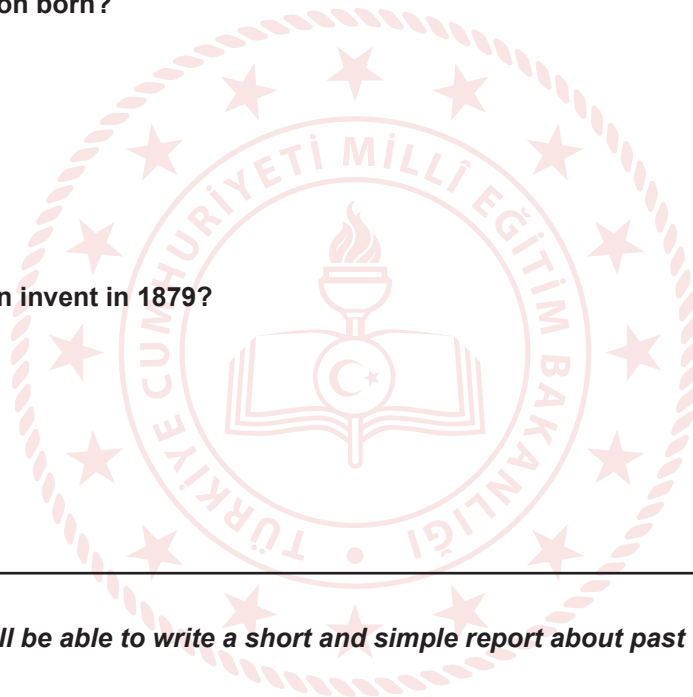 on born?
n invent in 1879?
ll be able to write a short and simple report about past
TÜRKİYE CUMHURİYETİ MİLLÎ EĞİTİM BAKANLIĞI